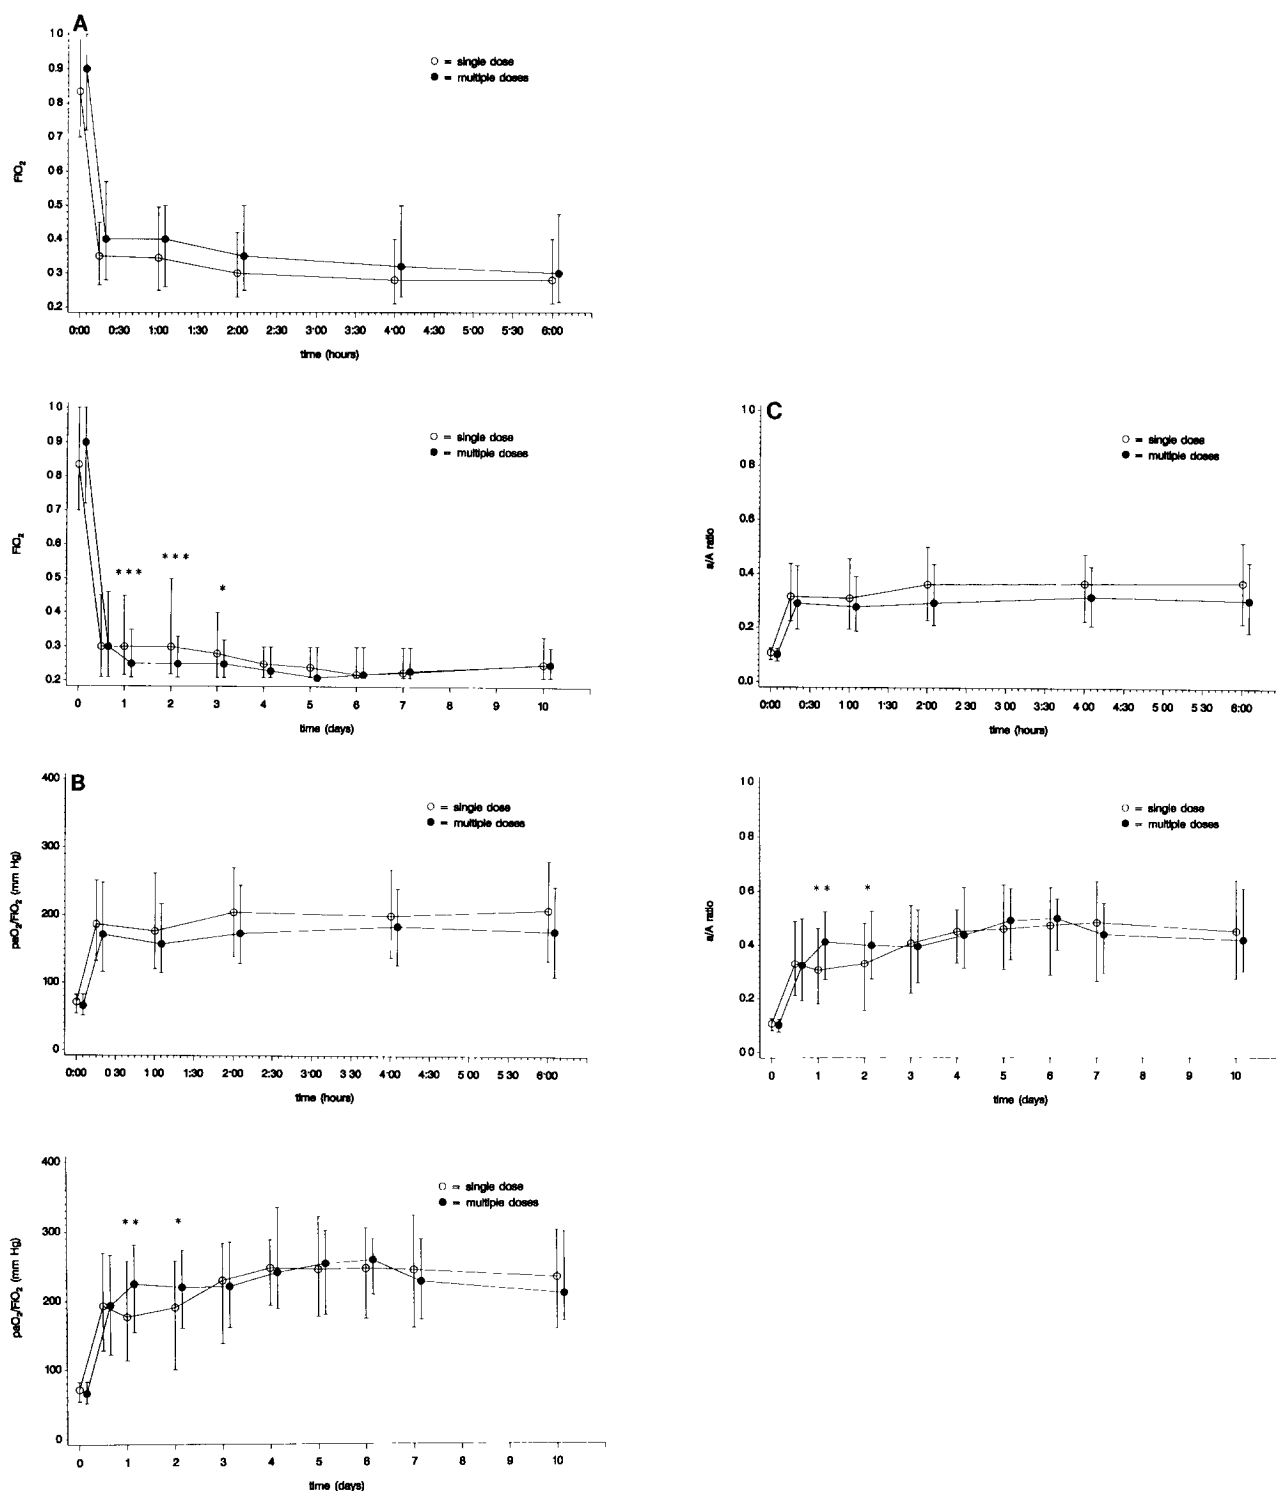 A
1 0
0.9
0.8
0 7
0.6
0.5
0.4
0.3
0.2
FiO₂
○ = single dose
● = multiple doses
0:00 0:30 1:00 1:30 2:00 2:30 3:00 3:30 4:00 4:30 5:00 5:30 6:00
time (hours)
1 0
0.9
0.8
0.7
0.6
0.5
0.4
0.3
0.2
FiO₂
○ = single dose
● = multiple doses
* * *
* * *
*
0 1 2 3 4 5 6 7 8 9 10
time (days)
B
400
300
200
100
0
paO₂/FiO₂ (mm Hg)
○ = single dose
● = multiple doses
0:00 0 30 1 00 1 30 2:00 2:30 3 00 3 30 4 00 4:30 5 00 5 30 6:00
time (hours)
400
300
200
100
0
paO₂/FiO₂ (mm Hg)
○ = single dose
● = multiple doses
* *
*
0 1 2 3 4 5 6 7 8 9 10
time (days)
C
1 0
0 8
0.6
0.4
0.2
0.0
a/A ratio
○ = single dose
● = multiple doses
0:00 0:30 1 00 1:30 2:00 2 30 3:00 3 30 4 00 4:30 5 00 5 30 6:00
time (hours)
1 0
0 8
0 6
0 4
0 2
0 0
a/A ratio
○ = single dose
● = multiple doses
* *
*
0 1 2 3 4 5 6 7 8 9 10
time (days)